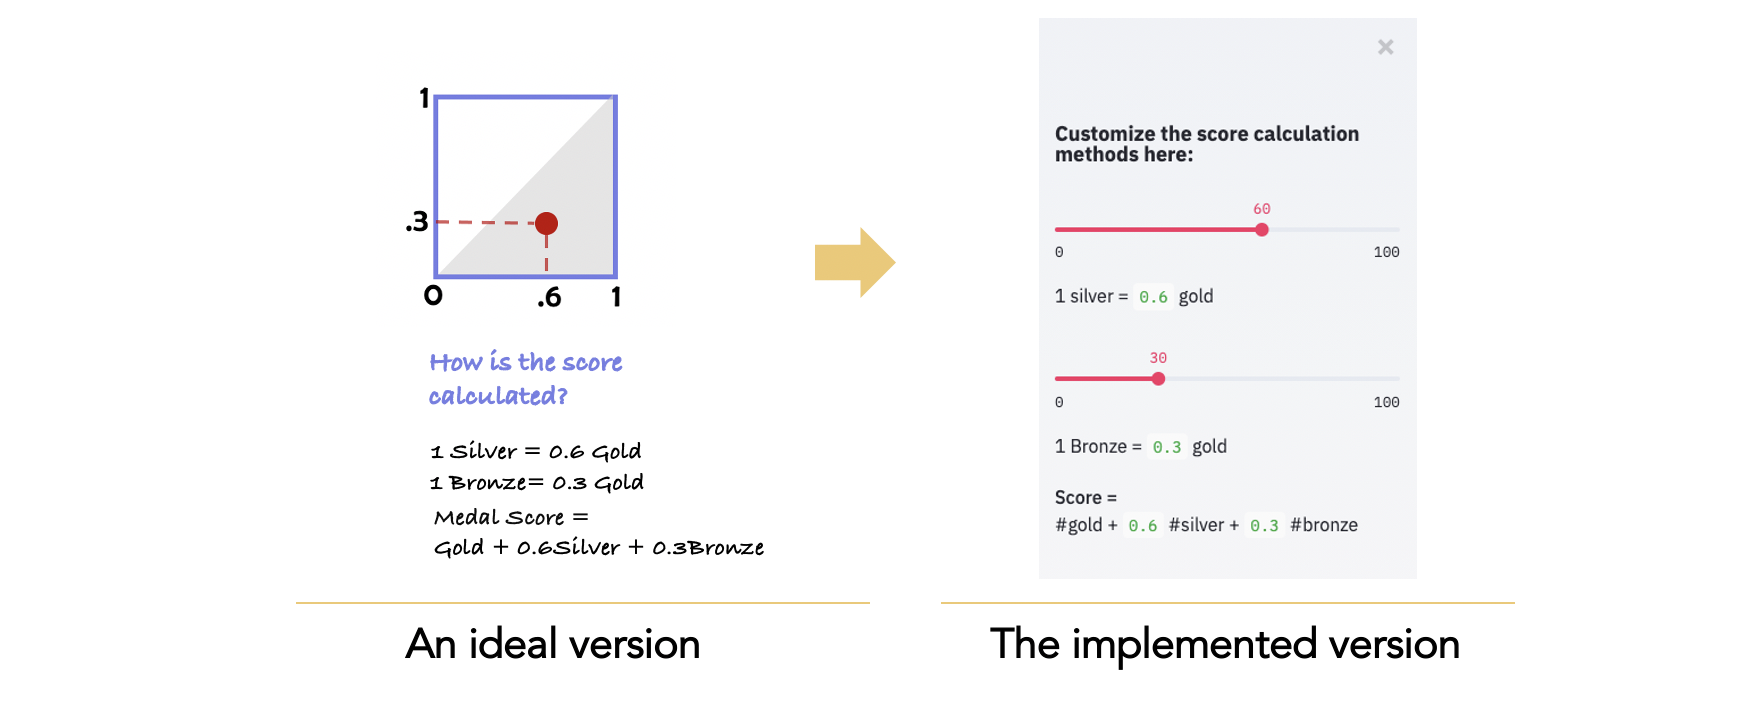 1
.3
0
.6
1
How is the score
calculated?
1 Silver = 0.6 Gold
1 Bronze= 0.3 Gold
Medal Score =
Gold + 0.6Silver + 0.3Bronze
An ideal version
×
Customize the score calculation
methods here:
60
0 100
1 silver = 0.6 gold
30
0 100
1 Bronze = 0.3 gold
Score =
#gold + 0.6 #silver + 0.3 #bronze
The implemented version